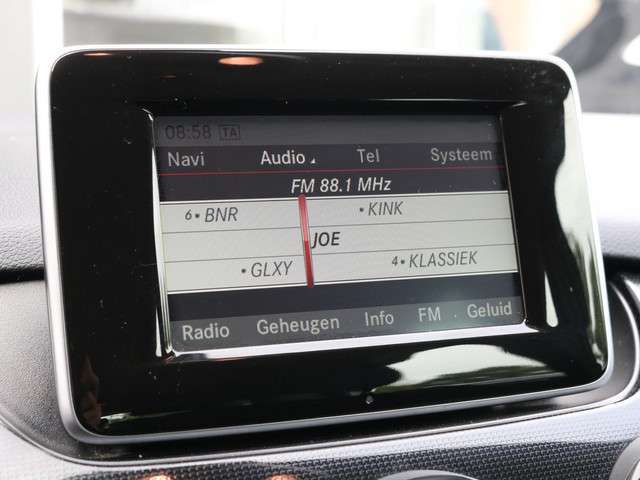 08:58 TA
Navi Audio Tel Systeem
FM 88.1 MHz
6• BNR • KINK
JOE
• GLXY 4• KLASSIEK
Radio Geheugen Info FM Geluid